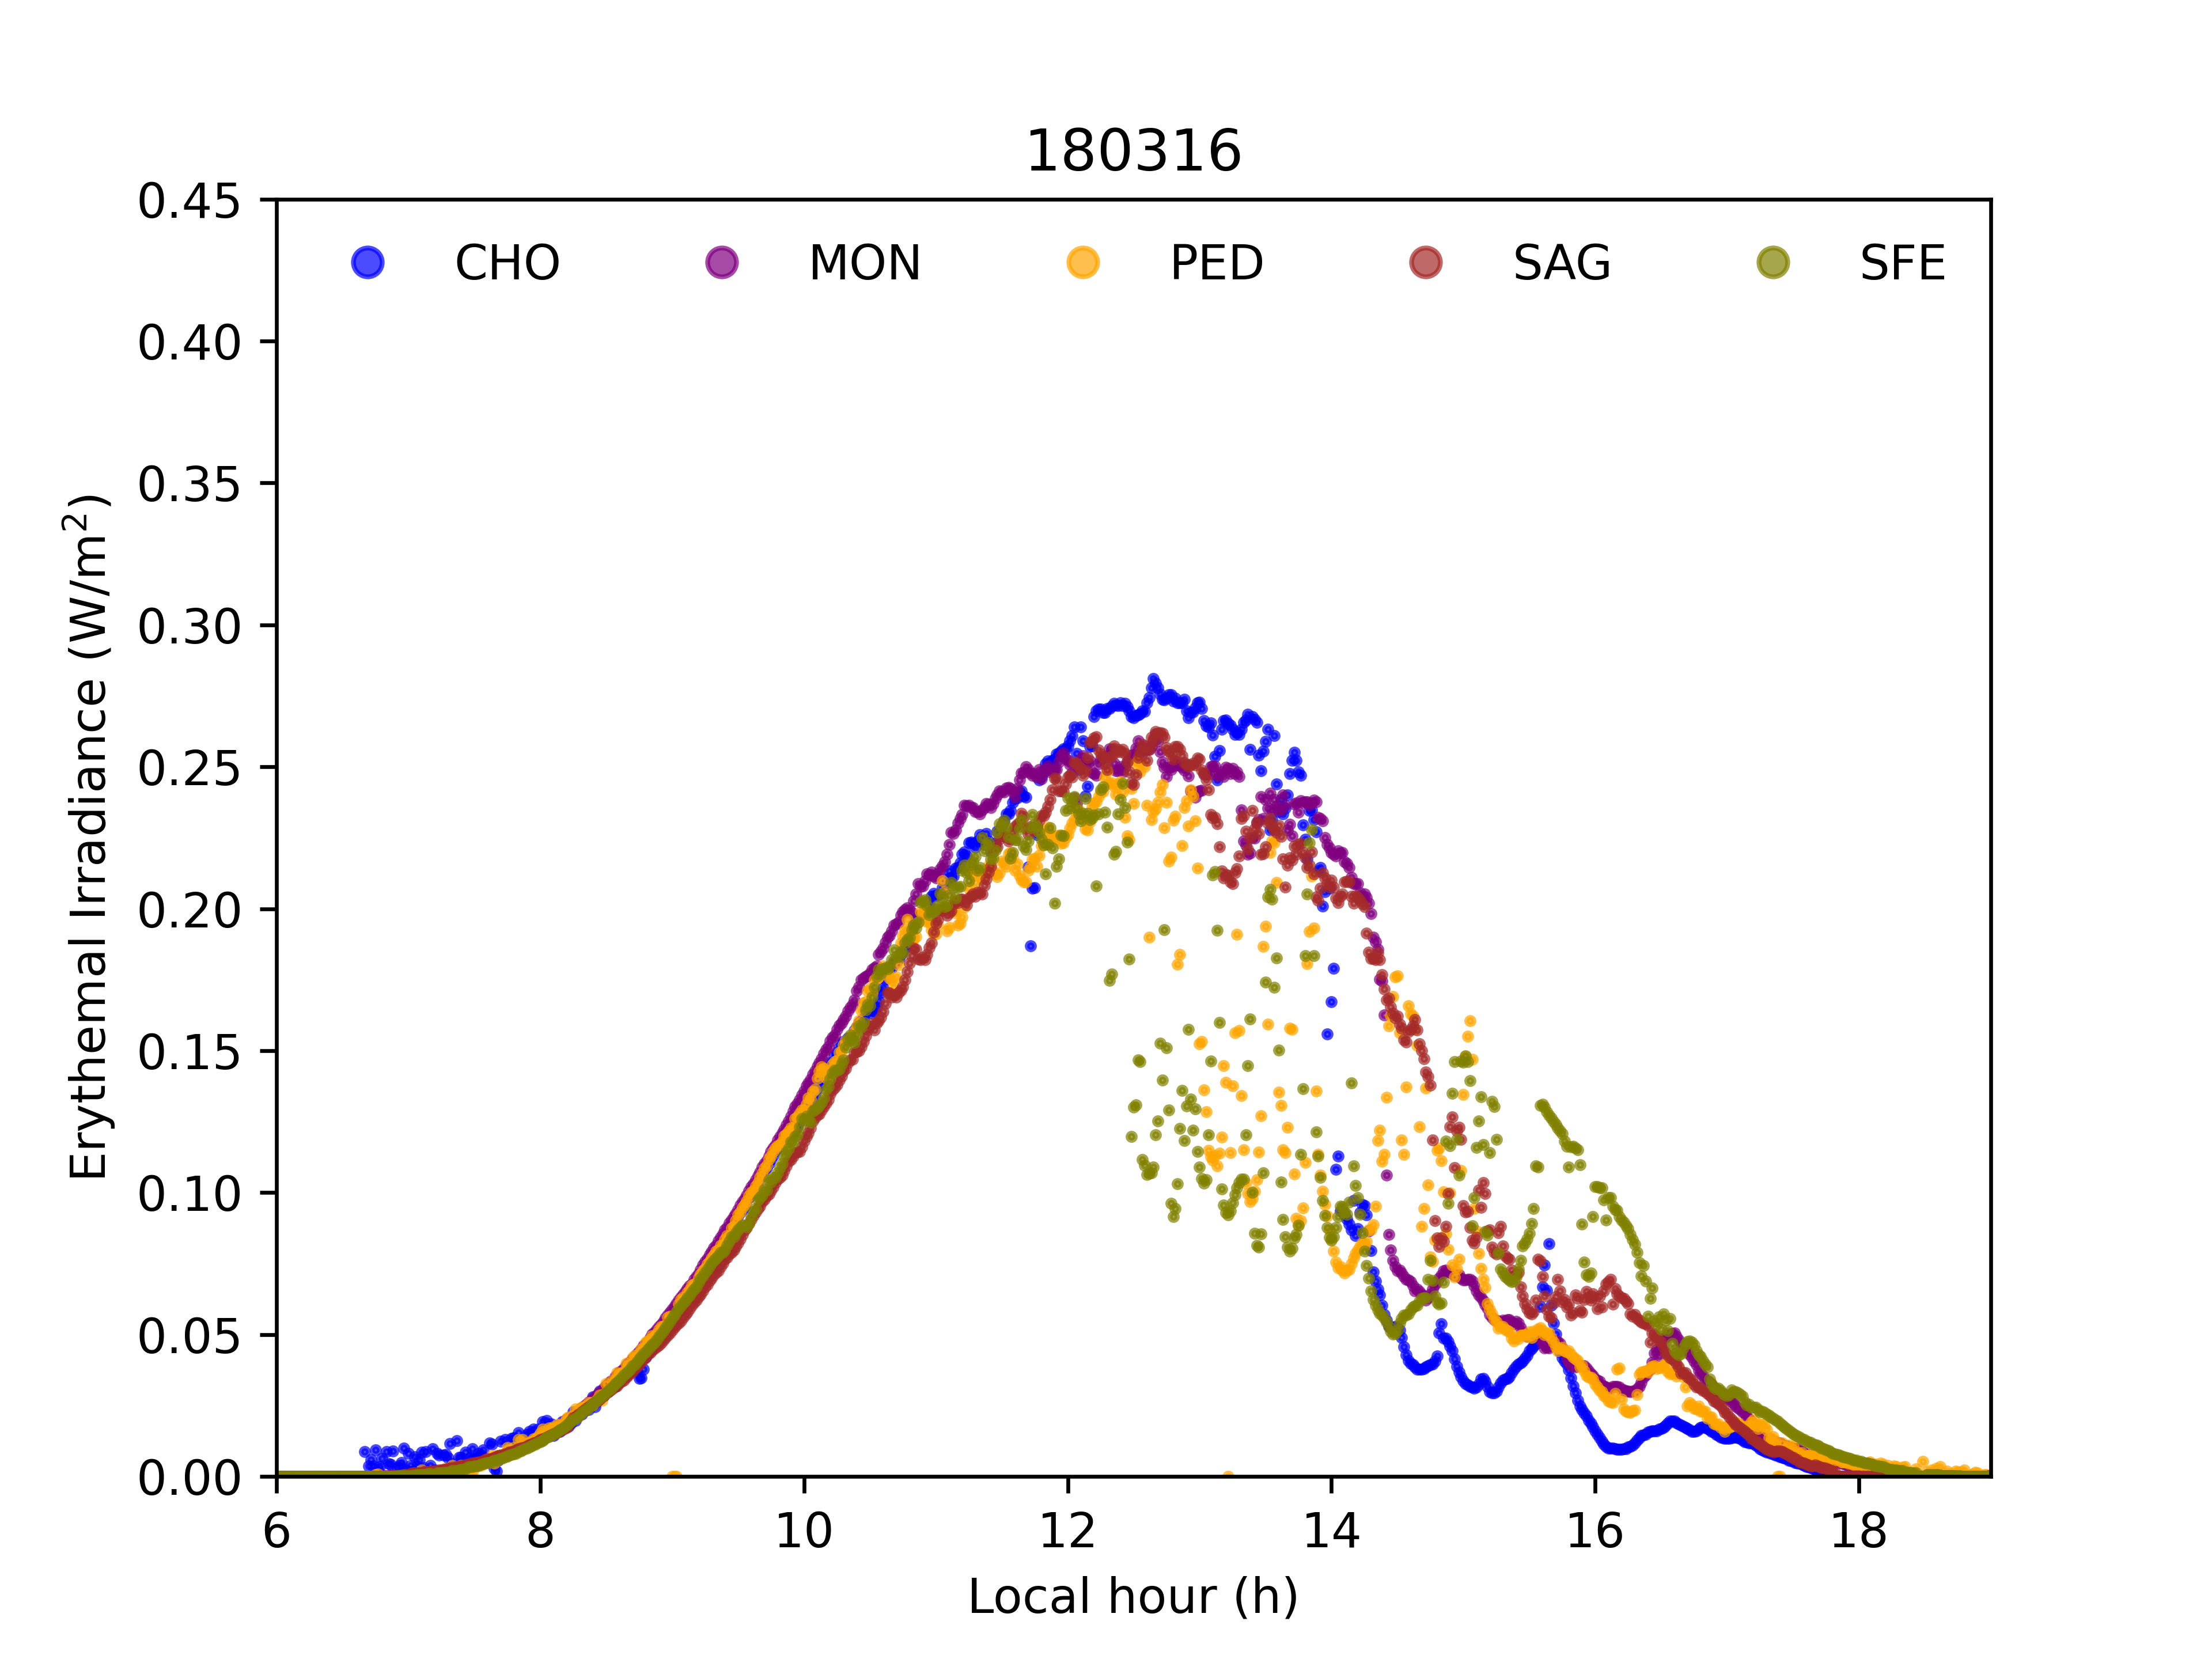 180316
CHO MON PED SAG SFE
0.45
0.40
0.35
0.30
0.25
0.20
0.15
0.10
0.05
0.00
Erythemal Irradiance (W/m²)
6 8 10 12 14 16 18
Local hour (h)